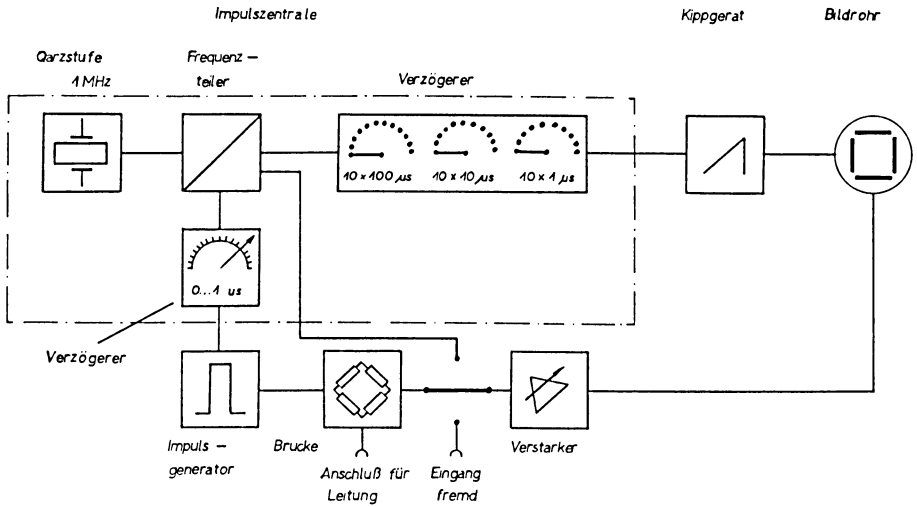 Impulszentrale
Kippgerat
Bildrohr
Qarzstufe
1 MHz
Frequenz –
teiler
Verzögerer
10 × 100 µs
10 × 10 µs
10 × 1 µs
0...1 us
Verzögerer
Impuls –
generator
Brucke
Anschluß für
Leitung
Eingang
fremd
Verstarker